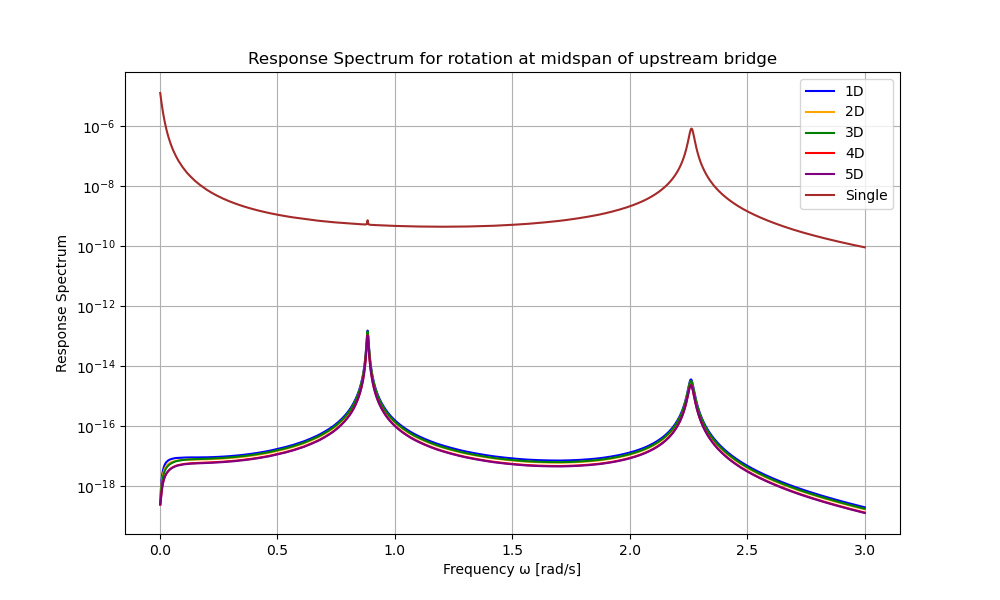 Response Spectrum for rotation at midspan of upstream bridge
Response Spectrum
10⁻⁶
10⁻⁸
10⁻¹⁰
10⁻¹²
10⁻¹⁴
10⁻¹⁶
10⁻¹⁸
1D
2D
3D
4D
5D
Single
0.0 0.5 1.0 1.5 2.0 2.5 3.0
Frequency ω [rad/s]